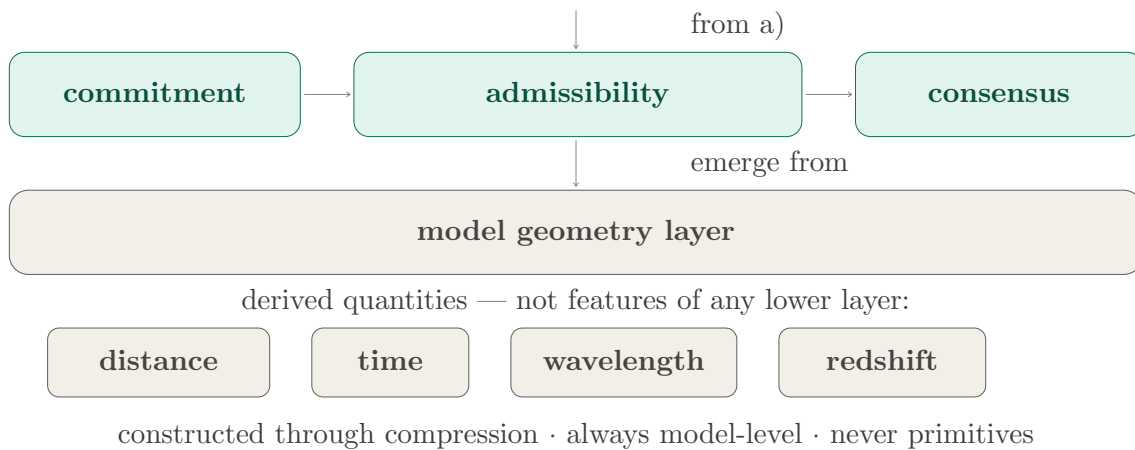 from a)
commitment admissibility consensus
emerge from
model geometry layer
derived quantities — not features of any lower layer:
distance time wavelength redshift
constructed through compression · always model-level · never primitives